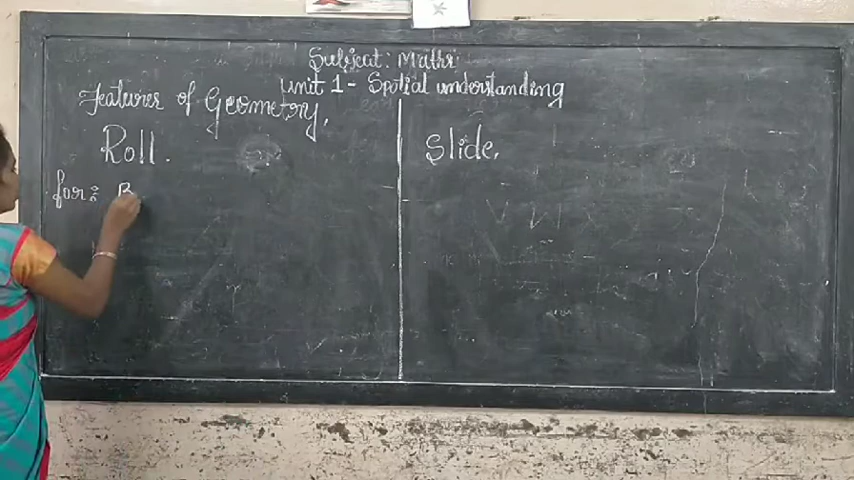 Subject: Maths
Unit 1 - Spatial understanding
Features of Geometry.
Roll.
for: B
Slide.